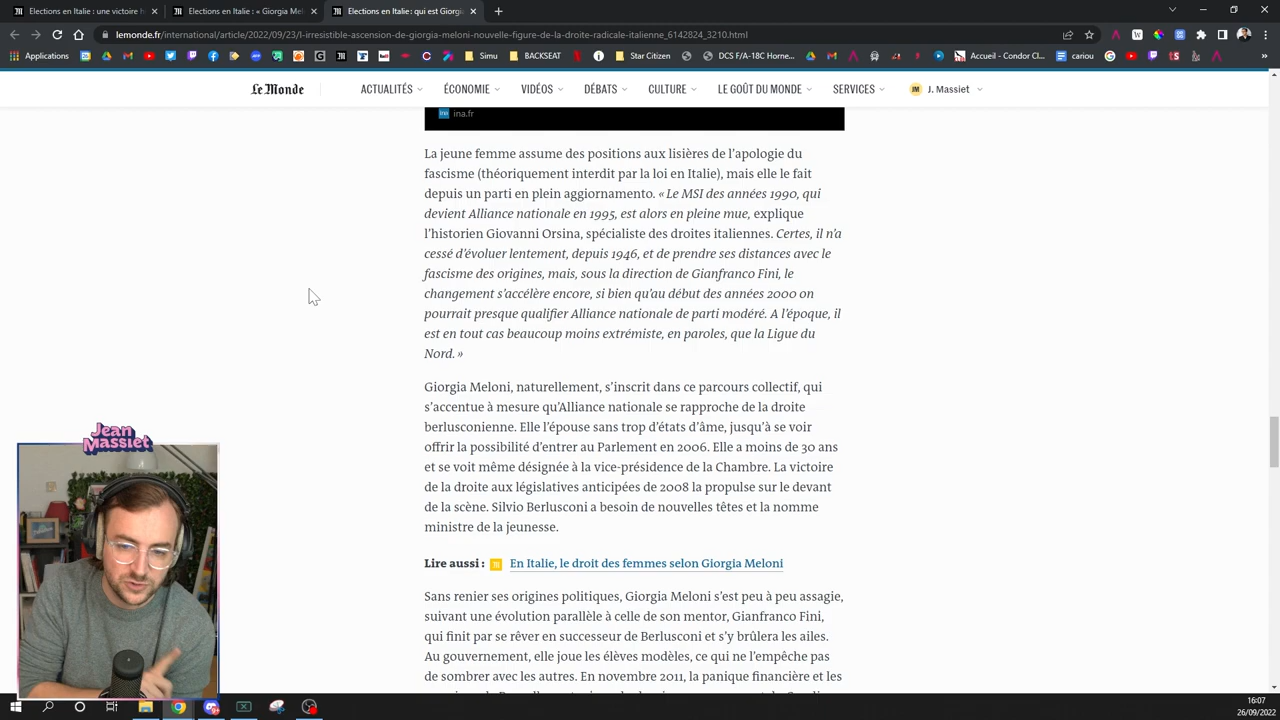 Elections en Italie : une victoire h
Elections en Italie : « Giorgia Mel
Elections en Italie: qui est Giorgi
lemonde.fr/international/article/2022/09/23/l-irresistible-ascension-de-giorgia-meloni-nouvelle-figure-de-la-droite-radicale-italienne_6142824_3210.html
Applications
Simu
BACKSEAT
Star Citizen
DCS F/A-18C Horne...
Accueil - Condor Cl...
cariou
Le Monde
ACTUALITÉS
ÉCONOMIE
VIDÉOS
DÉBATS
CULTURE
LE GOÛT DU MONDE
SERVICES
JM
J. Massiet
ina ina.fr
La jeune femme assume des positions aux lisières de l’apologie du
fascisme (théoriquement interdit par la loi en Italie), mais elle le fait
depuis un parti en plein aggiornamento. « Le MSI des années 1990, qui
devient Alliance nationale en 1995, est alors en pleine mue, explique
l’historien Giovanni Orsina, spécialiste des droites italiennes. Certes, il n’a
cessé d’évoluer lentement, depuis 1946, et de prendre ses distances avec le
fascisme des origines, mais, sous la direction de Gianfranco Fini, le
changement s’accélère encore, si bien qu’au début des années 2000 on
pourrait presque qualifier Alliance nationale de parti modéré. A l’époque, il
est en tout cas beaucoup moins extrémiste, en paroles, que la Ligue du
Nord. »
Giorgia Meloni, naturellement, s’inscrit dans ce parcours collectif, qui
s’accentue à mesure qu’Alliance nationale se rapproche de la droite
berlusconienne. Elle l’épouse sans trop d’états d’âme, jusqu’à se voir
offrir la possibilité d’entrer au Parlement en 2006. Elle a moins de 30 ans
et se voit même désignée à la vice-présidence de la Chambre. La victoire
de la droite aux législatives anticipées de 2008 la propulse sur le devant
de la scène. Silvio Berlusconi a besoin de nouvelles têtes et la nomme
ministre de la jeunesse.
Lire aussi : En Italie, le droit des femmes selon Giorgia Meloni
Sans renier ses origines politiques, Giorgia Meloni s’est peu à peu assagie,
suivant une évolution parallèle à celle de son mentor, Gianfranco Fini,
qui finit par se rêver en successeur de Berlusconi et s’y brûlera les ailes.
Au gouvernement, elle joue les élèves modèles, ce qui ne l’empêche pas
de sombrer avec les autres. En novembre 2011, la panique financière et les
Jean
Massiet
16:07
26/09/2022